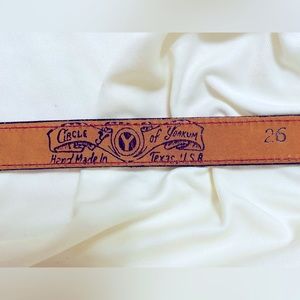 Circle Y of Yoakum 26
Hand Made In Texas, U.S.A.